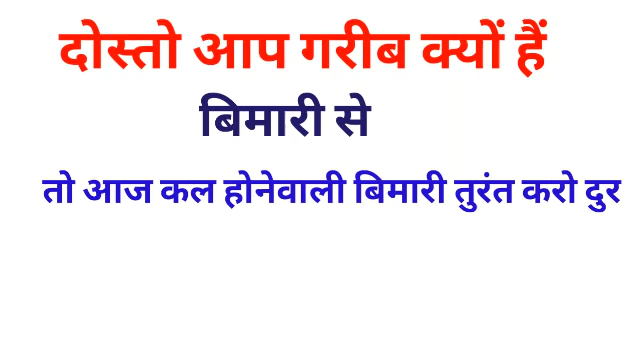 दोस्तो आप गरीब क्यों हैं
बिमारी से
तो आज कल होनेवाली बिमारी तुरंत करो दुर